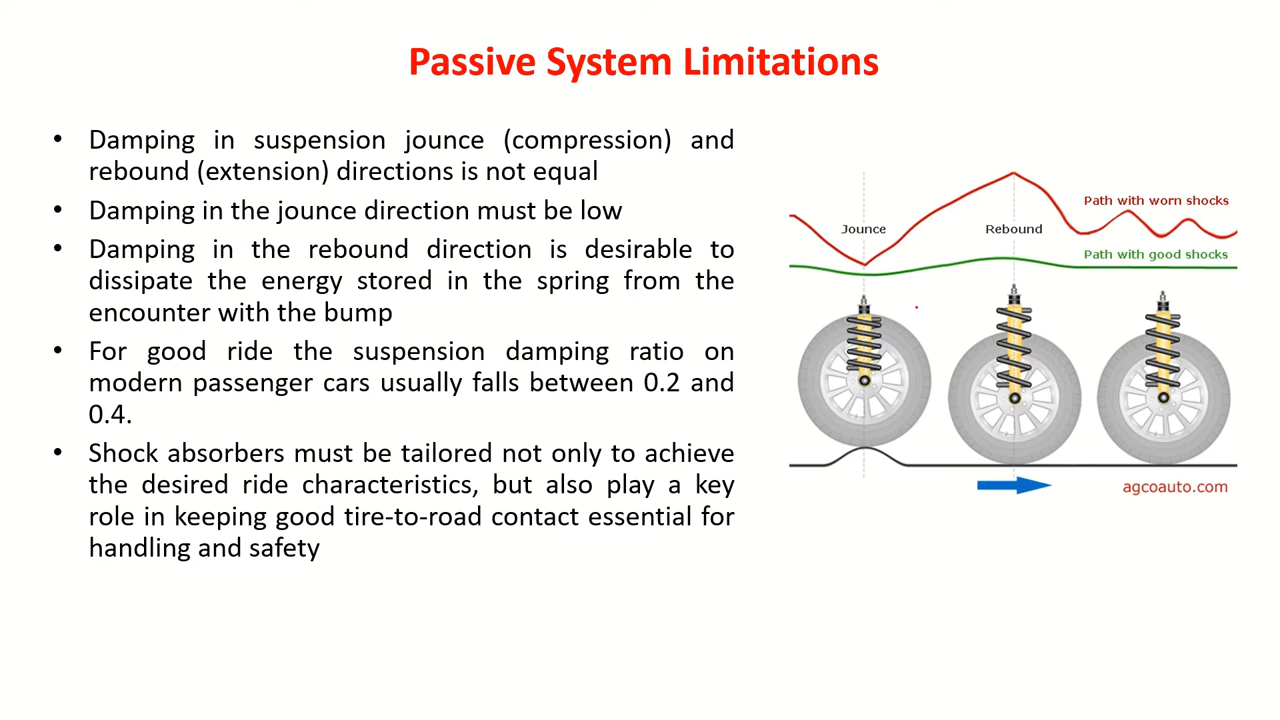 Passive System Limitations
• Damping in suspension jounce (compression) and
rebound (extension) directions is not equal
• Damping in the jounce direction must be low
• Damping in the rebound direction is desirable to
dissipate the energy stored in the spring from the
encounter with the bump
• For good ride the suspension damping ratio on
modern passenger cars usually falls between 0.2 and
0.4.
• Shock absorbers must be tailored not only to achieve
the desired ride characteristics, but also play a key
role in keeping good tire-to-road contact essential for
handling and safety
Path with worn shocks
Jounce
Rebound
Path with good shocks
agcoauto.com